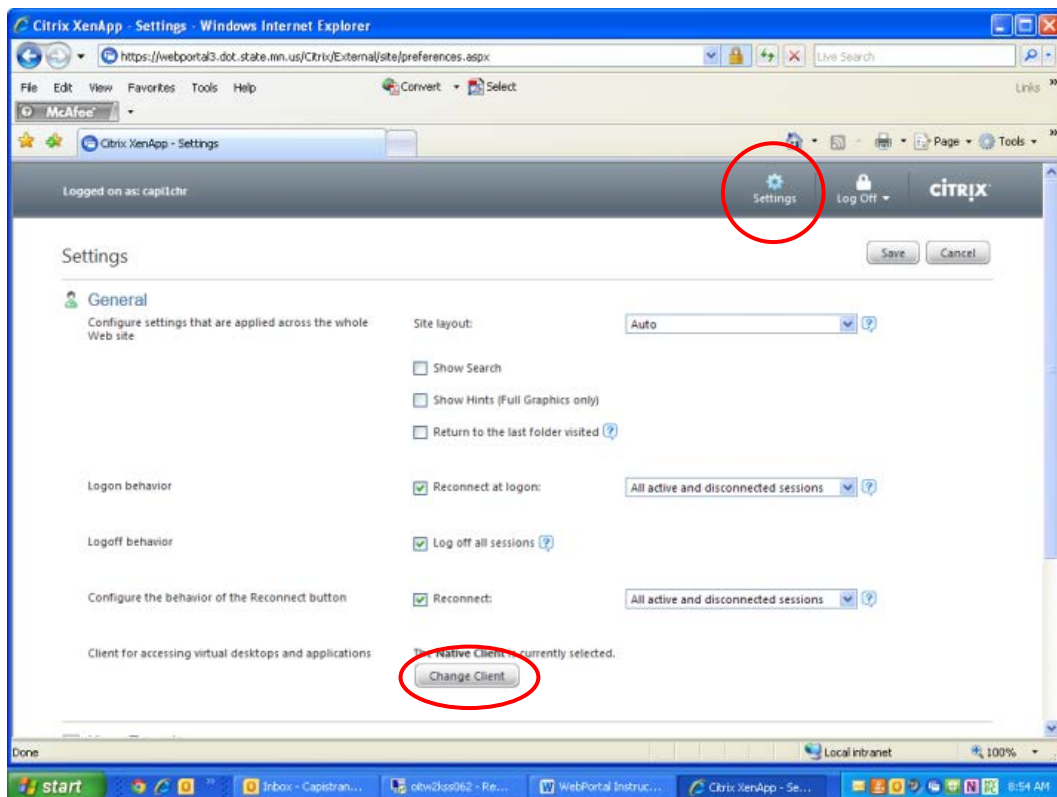 Citrix XenApp - Settings - Windows Internet Explorer
https://webportal3.dot.state.mn.us/Citrix/External/site/preferences.aspx
Live Search
File Edit View Favorites Tools Help
Convert Select
Links
McAfee
Citrix XenApp - Settings
Page Tools
Logged on as: capi1chr
Settings
Log Off
CITRIX
Settings
Save Cancel
General
Configure settings that are applied across the whole Web site
Site layout: Auto
Show Search
Show Hints (Full Graphics only)
Return to the last folder visited
Logon behavior Reconnect at logon: All active and disconnected sessions
Logoff behavior Log off all sessions
Configure the behavior of the Reconnect button Reconnect: All active and disconnected sessions
Client for accessing virtual desktops and applications The Native Client is currently selected.
Change Client
Done Local intranet 100%
start Inbox - Capistran... WebPortal Instruc... Citrix XenApp - Se... 8:54 AM